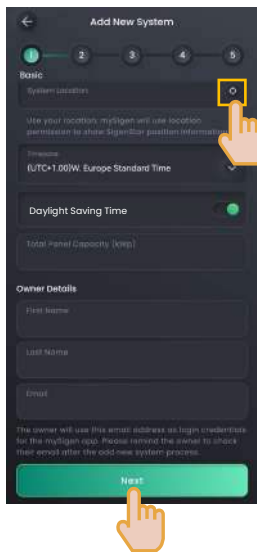 Add New System
1 2 3 4 5
Basic
System Location
Use your location: mySigen will use location
permission to show SigenStor position information
Timezone
(UTC+1.00)W. Europe Standard Time
Daylight Saving Time
Total Panel Capacity (kWp)
Owner Details
First Name
Last Name
Email
The owner will use this email address as login credentials
for the mySigen app. Please remind the owner to check
their email after the add new system process.
Next